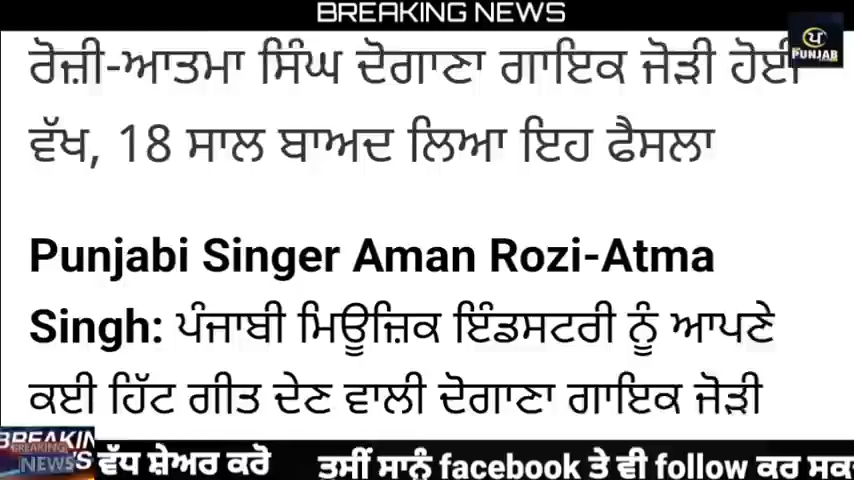 BREAKING NEWS
ਪ
PUNJAB
ਰੋਜ਼ੀ-ਆਤਮਾ ਸਿੰਘ ਦੋਗਾਣਾ ਗਾਇਕ ਜੋੜੀ ਹੋਈ
ਵੱਖ, 18 ਸਾਲ ਬਾਅਦ ਲਿਆ ਇਹ ਫੈਸਲਾ
Punjabi Singer Aman Rozi-Atma
Singh: ਪੰਜਾਬੀ ਮਿਊਜ਼ਿਕ ਇੰਡਸਟਰੀ ਨੂੰ ਆਪਣੇ
ਕਈ ਹਿੱਟ ਗੀਤ ਦੇਣ ਵਾਲੀ ਦੋਗਾਣਾ ਗਾਇਕ ਜੋੜੀ
BREAKING
NEWS
ਵੱਧ ਸ਼ੇਅਰ ਕਰੋ ਤੁਸੀਂ ਸਾਨੂੰ facebook ਤੇ ਵੀ follow ਕਰ